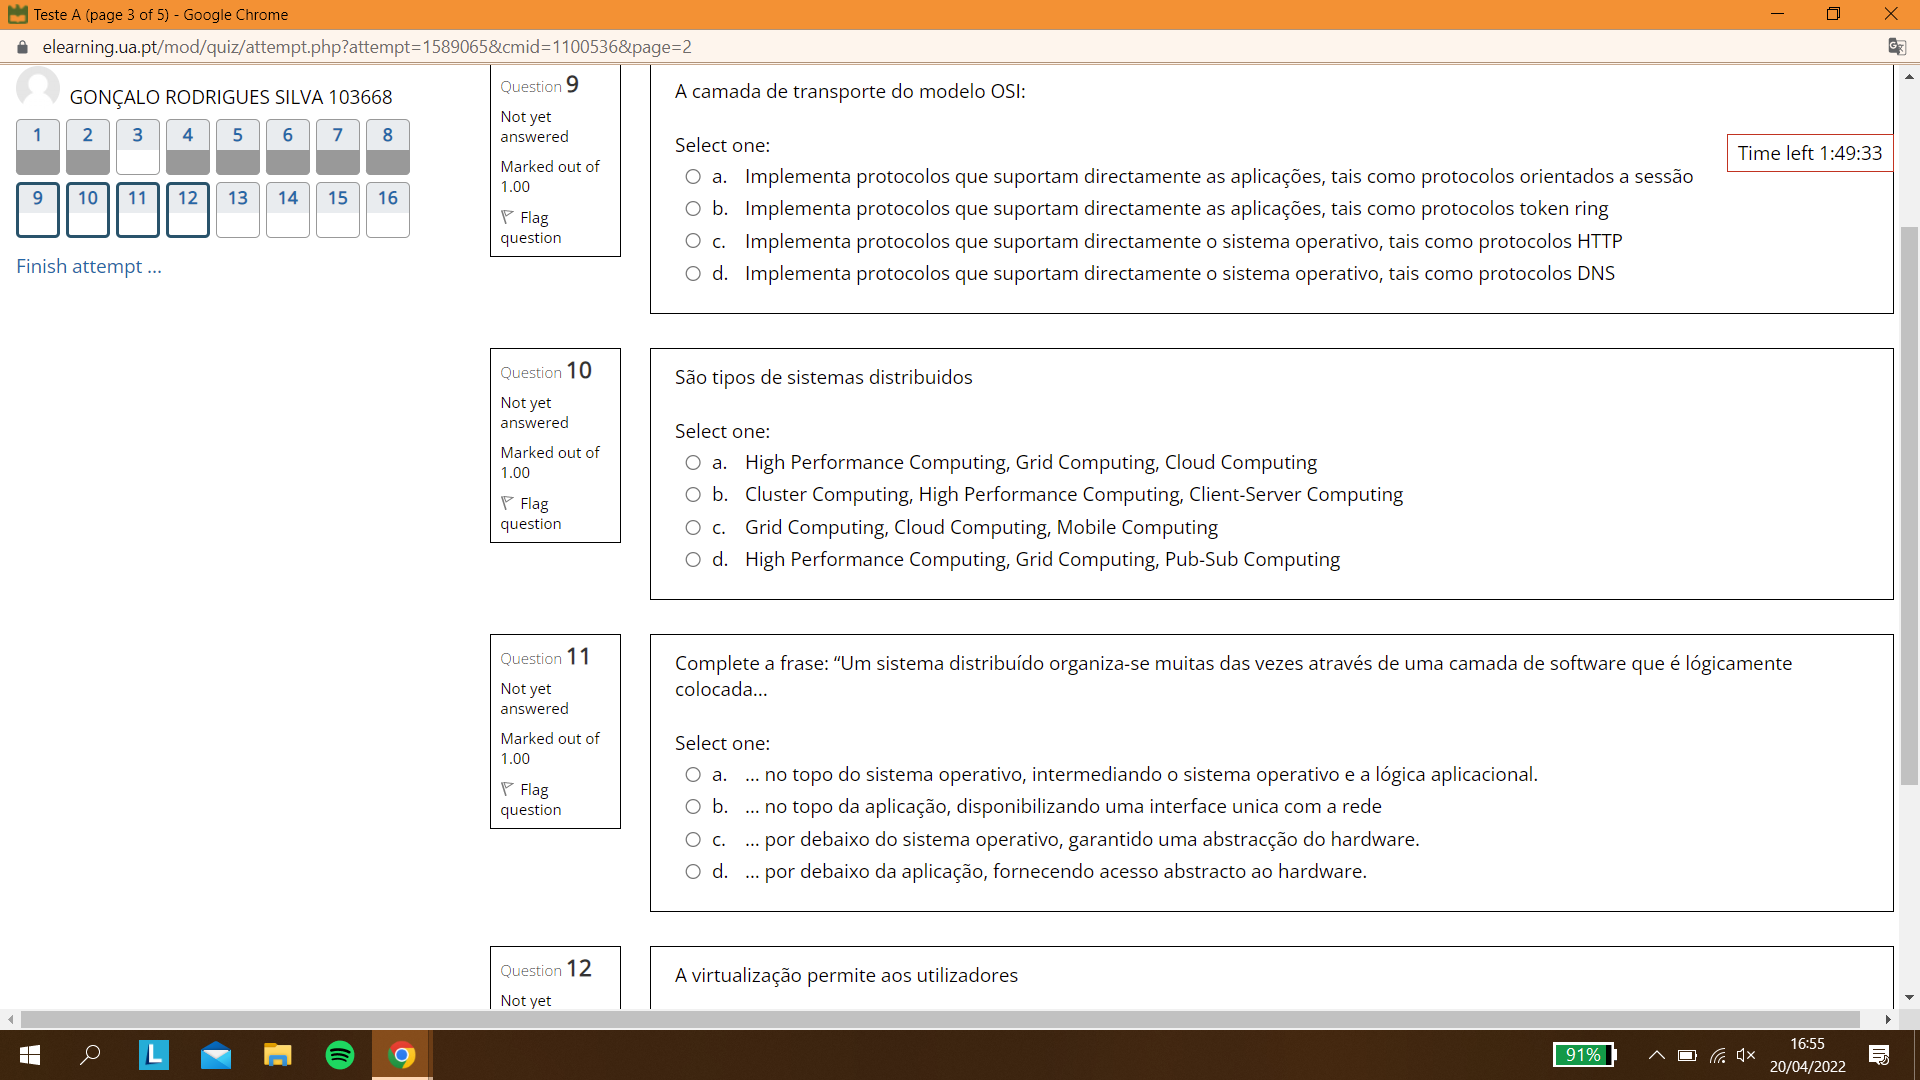 Teste A (page 3 of 5) - Google Chrome
elearning.ua.pt/mod/quiz/attempt.php?attempt=1589065&cmid=1100536&page=2
GONÇALO RODRIGUES SILVA 103668
1 2 3 4 5 6 7 8
9 10 11 12 13 14 15 16
Finish attempt ...
Time left 1:49:33
Question 9
Not yet
answered
Marked out of
1.00
Flag
question
A camada de transporte do modelo OSI:
Select one:
a. Implementa protocolos que suportam directamente as aplicações, tais como protocolos orientados a sessão
b. Implementa protocolos que suportam directamente as aplicações, tais como protocolos token ring
c. Implementa protocolos que suportam directamente o sistema operativo, tais como protocolos HTTP
d. Implementa protocolos que suportam directamente o sistema operativo, tais como protocolos DNS
Question 10
Not yet
answered
Marked out of
1.00
Flag
question
São tipos de sistemas distribuidos
Select one:
a. High Performance Computing, Grid Computing, Cloud Computing
b. Cluster Computing, High Performance Computing, Client-Server Computing
c. Grid Computing, Cloud Computing, Mobile Computing
d. High Performance Computing, Grid Computing, Pub-Sub Computing
Question 11
Not yet
answered
Marked out of
1.00
Flag
question
Complete a frase: “Um sistema distribuído organiza-se muitas das vezes através de uma camada de software que é lógicamente
colocada...
Select one:
a. ... no topo do sistema operativo, intermediando o sistema operativo e a lógica aplicacional.
b. ... no topo da aplicação, disponibilizando uma interface unica com a rede
c. ... por debaixo do sistema operativo, garantido uma abstracção do hardware.
d. ... por debaixo da aplicação, fornecendo acesso abstracto ao hardware.
Question 12
Not yet
A virtualização permite aos utilizadores
L
91%
16:55
20/04/2022